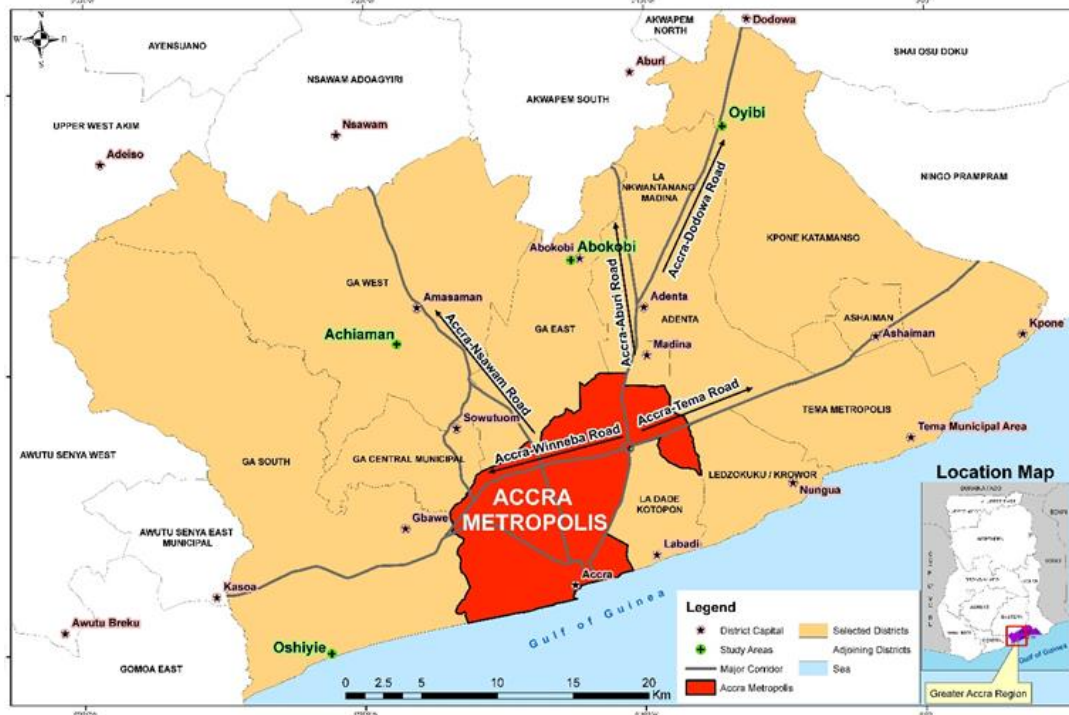 Dodowa
AKWAPEM
NORTH
SHAI OSU DOKU
AYENSUANO
Aburi
NSAWAM ADOAGYIRI
AKWAPEM SOUTH
Oyibi
Nsawam
UPPER WEST AKIM
Adeiso
LA
NKWANTANANG
MADINA
Accra-Dodowa Road
NINGO PRAMPRAM
KPONE KATAMANSO
Abokobi
Abokobi
Accra-Aburi Road
GA WEST
Amasaman
Adenta
ADENTA
ASHAIMAN
Ashaiman
Kpone
Achiaman
Accra-Nsawam Road
GA EAST
Madina
Accra-Tema Road
TEMA METROPOLIS
Sowutuom
Accra-Winneba Road
Tema Municipal Area
AWUTU SENYA WEST
GA SOUTH
GA CENTRAL MUNICIPAL
LEDZOKUKU / KROWOR
Nungua
ACCRA
METROPOLIS
LA DADE
KOTOPON
Gbawe
AWUTU SENYA EAST
MUNICIPAL
Labadi
Kasoa
Accra
Awutu Breku
Gulf of Guinea
GOMOA EAST
Oshiyie
0 2.5 5 10 15 20
Km
Legend
District Capital
Study Areas
Major Corridor
Accra Metropolis
Selected Districts
Adjoining Districts
Sea
Location Map
NORTHERN
EASTERN
Gulf of Guinea
Greater Accra Region